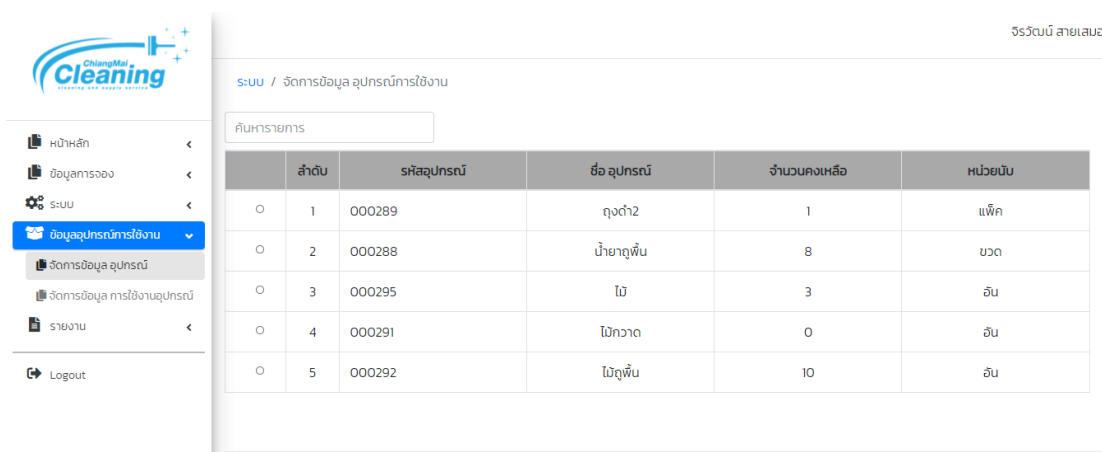 ChiangMai
Cleaning
cleaning and supply service
จิรวัฒน์ สายเสมอ
ระบบ / จัดการข้อมูล อุปกรณ์การใช้งาน
ค้นหารายการ
หน้าหลัก
ข้อมูลการจอง
ระบบ
ข้อมูลอุปกรณ์การใช้งาน
จัดการข้อมูล อุปกรณ์
จัดการข้อมูล การใช้งานอุปกรณ์
รายงาน
Logout
ลำดับ รหัสอุปกรณ์ ชื่อ อุปกรณ์ จำนวนคงเหลือ หน่วยนับ
1 000289 ถุงดำ2 1 แพ็ค
2 000288 น้ำยาถูพื้น 8 ขวด
3 000295 ไม้ 3 อัน
4 000291 ไม้กวาด 0 อัน
5 000292 ไม้ถูพื้น 10 อัน